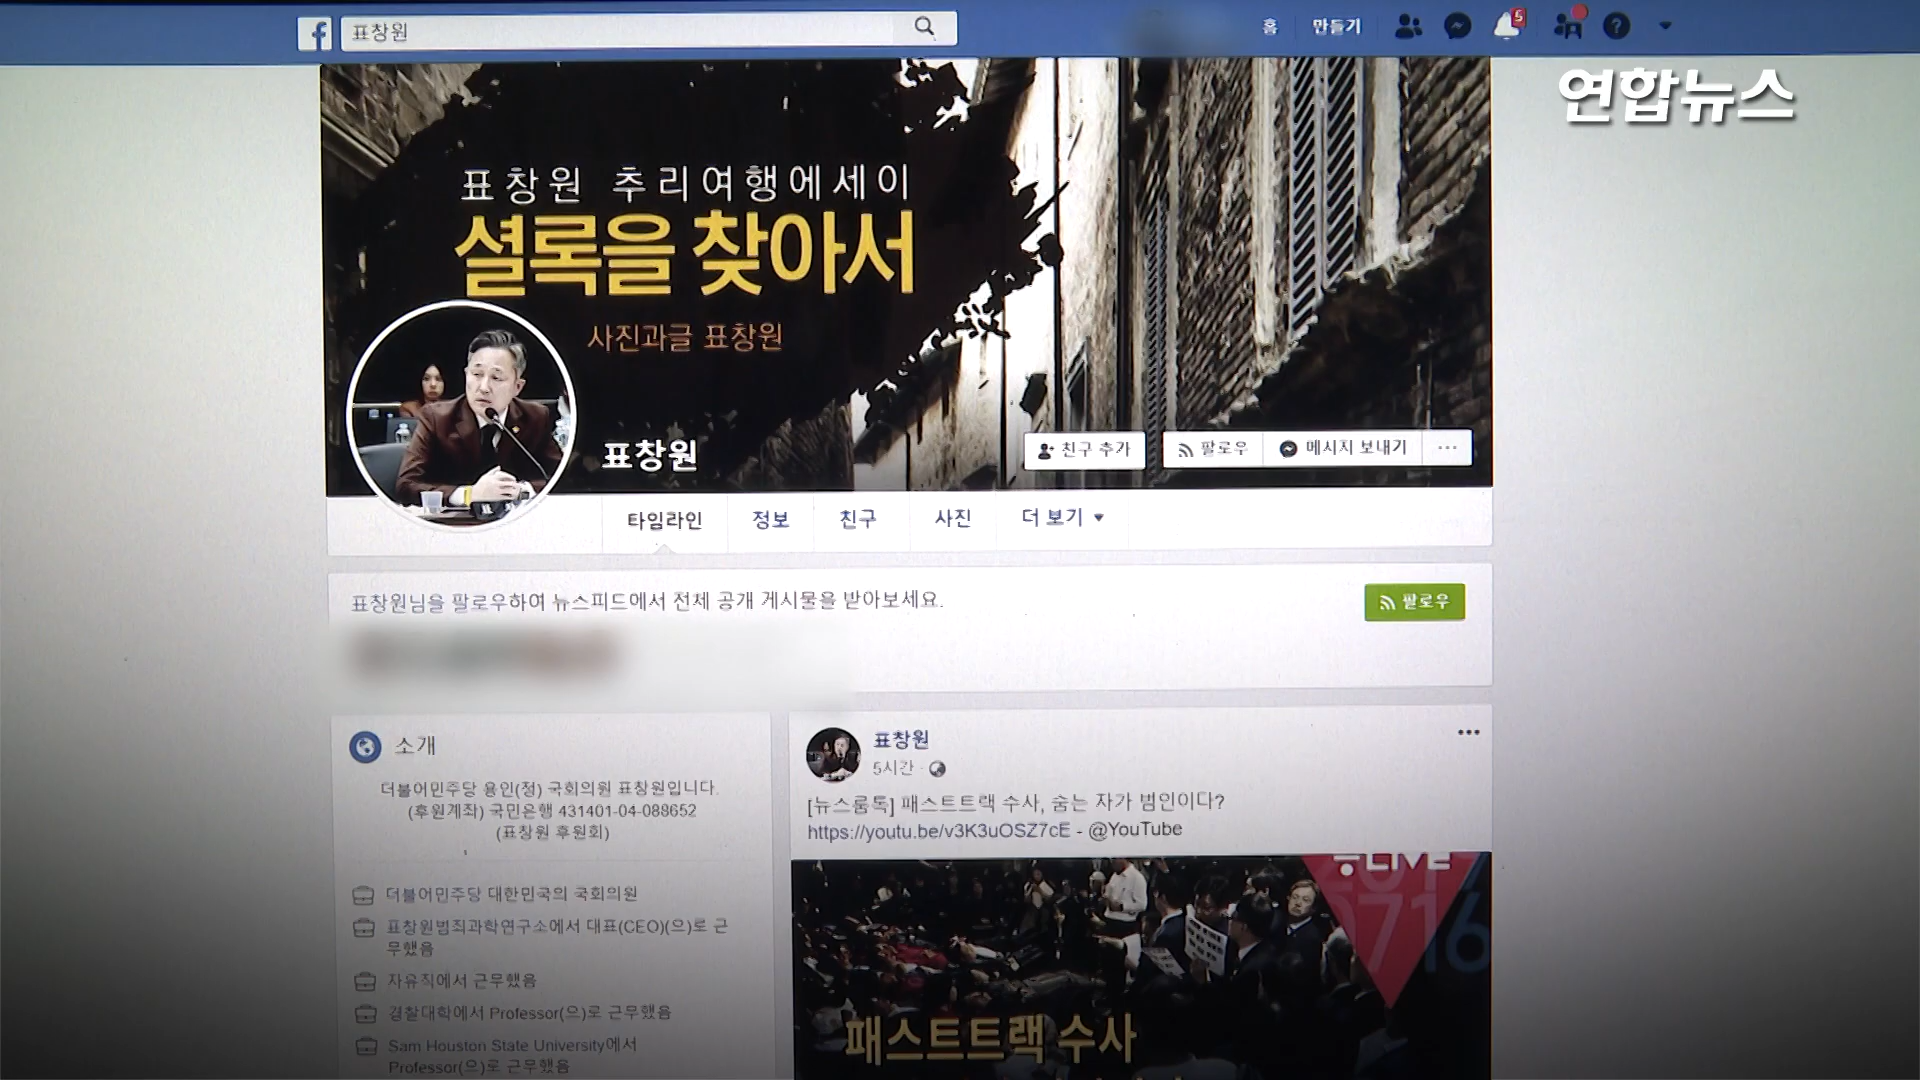 f 표창원
홈 만들기 5
연합뉴스
표창원 추리여행에세이
셜록을 찾아서
사진과글 표창원
표창원
친구 추가 팔로우 메시지 보내기 ...
타임라인 정보 친구 사진 더 보기
표창원님을 팔로우하여 뉴스피드에서 전체 공개 게시물을 받아보세요.
팔로우
소개
더불어민주당 용인(정) 국회의원 표창원입니다.
(후원계좌) 국민은행 431401-04-088652
(표창원 후원회)
더불어민주당 대한민국의 국회의원
표창원범죄과학연구소에서 대표(CEO)(으)로 근
무했음
자유직에서 근무했음
경찰대학에서 Professor(으)로 근무했음
Sam Houston State University에서
Professor(으)로 근무했음
표창원
5시간 ·
[뉴스룸톡] 패스트트랙 수사, 숨는 자가 범인이다?
https://youtu.be/v3K3uOSZ7cE - @YouTube
LIVE
0716
패스트트랙 수사